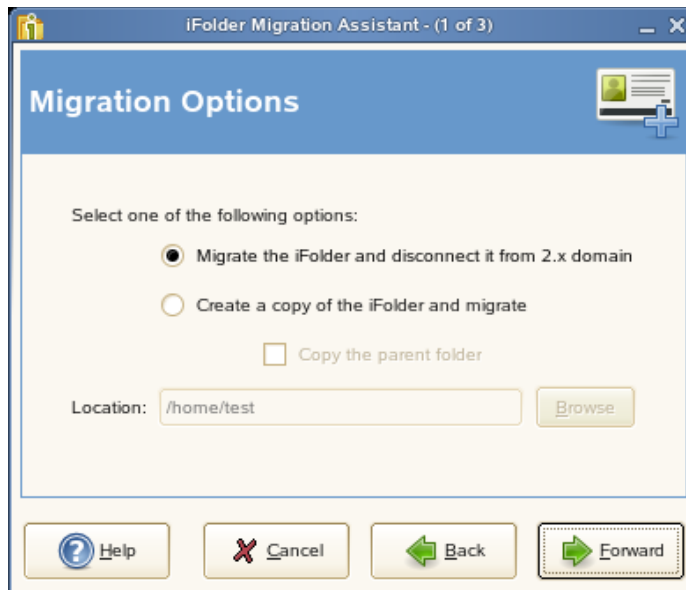 iFolder Migration Assistant - (1 of 3)
Migration Options
Select one of the following options:
Migrate the iFolder and disconnect it from 2.x domain
Create a copy of the iFolder and migrate
Copy the parent folder
Location: /home/test Browse
Help Cancel Back Forward